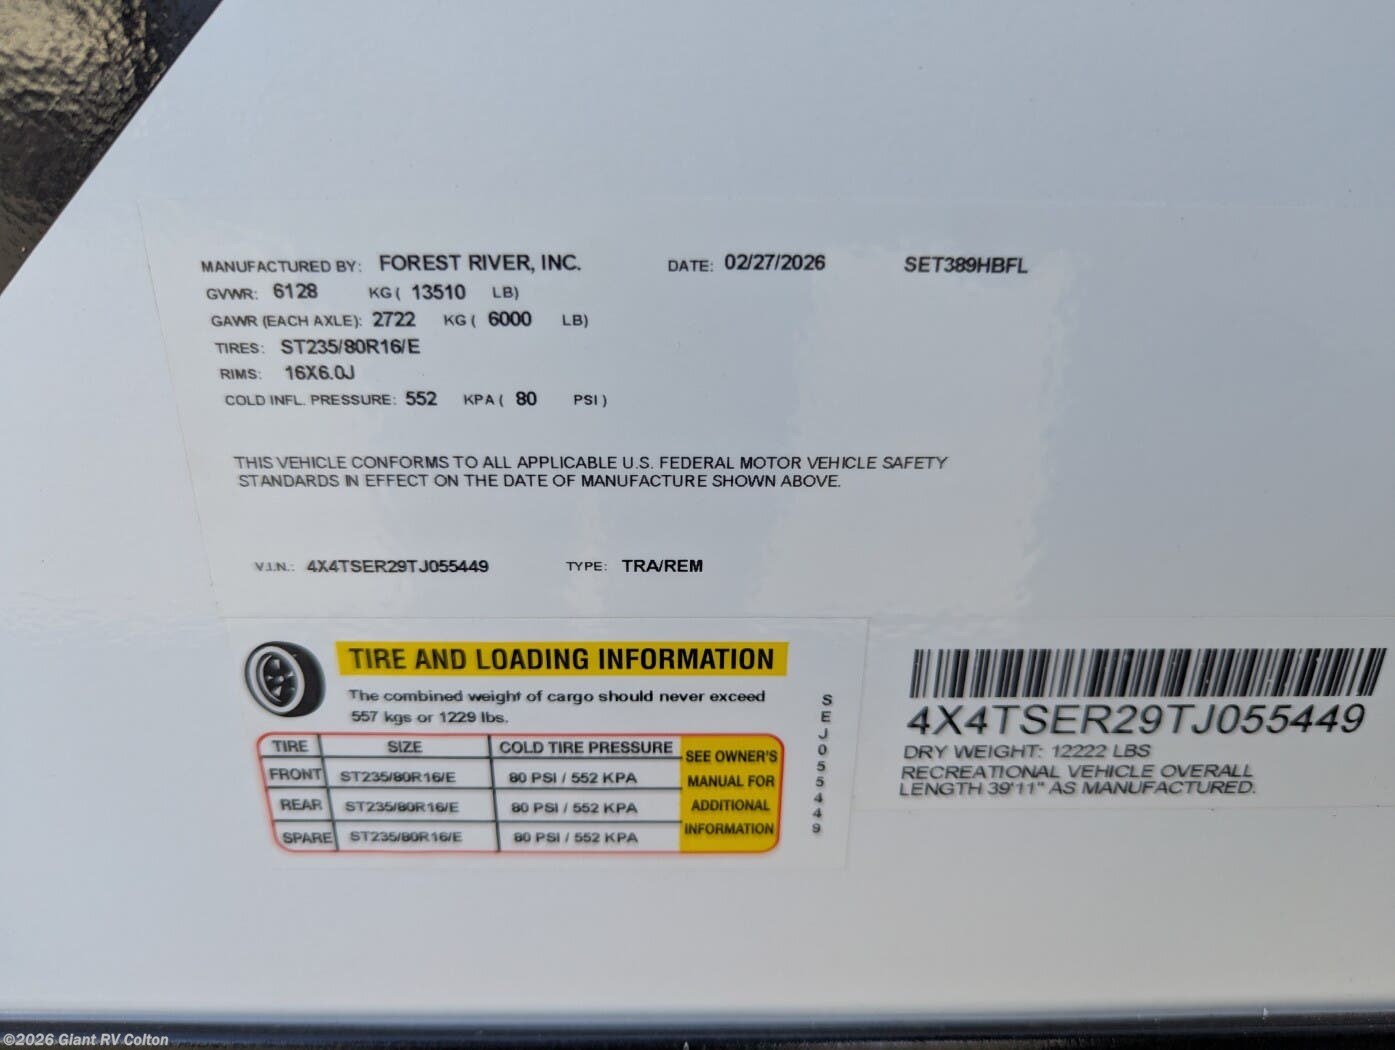 MANUFACTURED BY: FOREST RIVER, INC. DATE: 02/27/2026 SET389HBFL
GVWR: 6128 KG ( 13510 LB)
GAWR (EACH AXLE): 2722 KG ( 6000 LB)
TIRES: ST235/80R16/E
RIMS: 16X6.0J
COLD INFL. PRESSURE: 552 KPA ( 80 PSI )
THIS VEHICLE CONFORMS TO ALL APPLICABLE U.S. FEDERAL MOTOR VEHICLE SAFETY
STANDARDS IN EFFECT ON THE DATE OF MANUFACTURE SHOWN ABOVE.
V.I.N.: 4X4TSER29TJ055449 TYPE: TRA/REM
TIRE AND LOADING INFORMATION
The combined weight of cargo should never exceed
557 kgs or 1229 lbs.
TIRE SIZE COLD TIRE PRESSURE
FRONT ST235/80R16/E 80 PSI / 552 KPA
REAR ST235/80R16/E 80 PSI / 552 KPA
SPARE ST235/80R16/E 80 PSI / 552 KPA
SEE OWNER'S
MANUAL FOR
ADDITIONAL
INFORMATION
SEJ055449
4X4TSER29TJ055449
DRY WEIGHT: 12222 LBS
RECREATIONAL VEHICLE OVERALL
LENGTH 39'11" AS MANUFACTURED.
©2026 Giant RV Colton